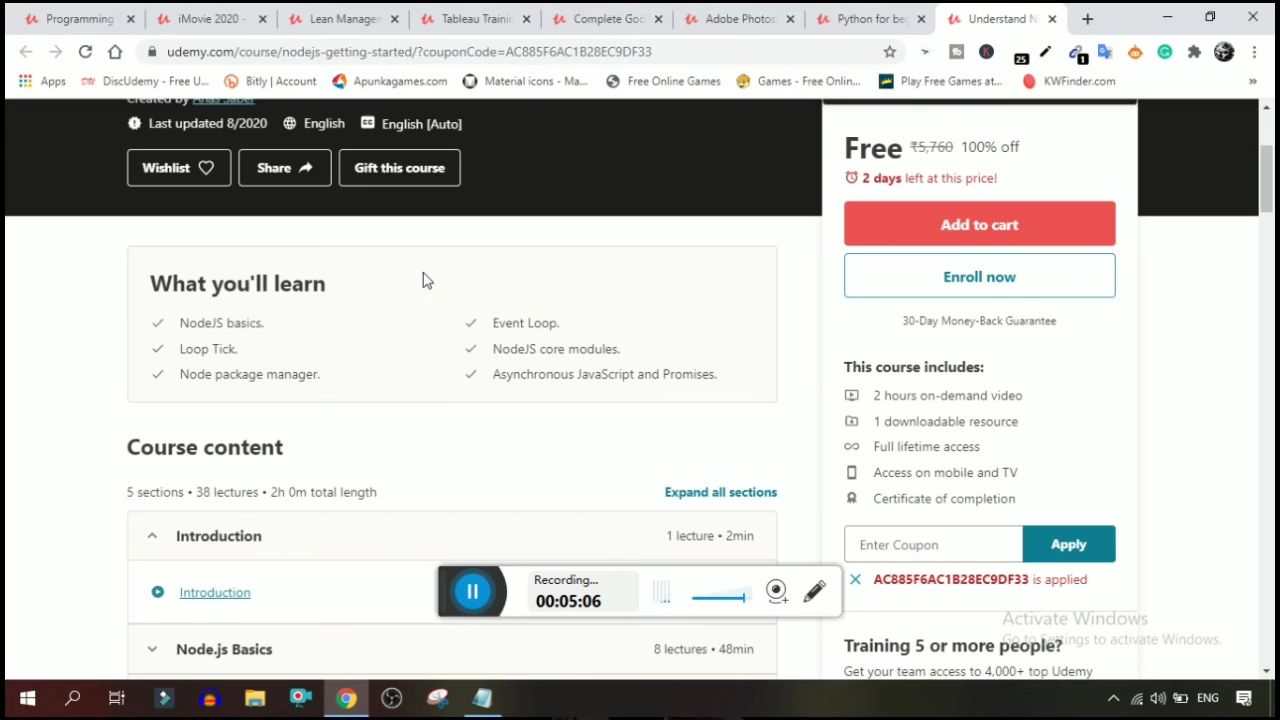 Programming
iMovie 2020 -
Lean Manager
Tableau Trainin
Complete Goo
Adobe Photos
Python for be
Understand N
udemy.com/course/nodejs-getting-started/?couponCode=AC885F6AC1B28EC9DF33
25
1
Apps
DiscUdemy - Free U...
Bitly | Account
Apunkagames.com
Material icons - Ma...
Free Online Games
Games - Free Onlin...
Play Free Games at...
KWFinder.com
»
Created by Anas Saber
Last updated 8/2020
English
English [Auto]
Wishlist
Share
Gift this course
Free ₹5,760 100% off
2 days left at this price!
Add to cart
Enroll now
30-Day Money-Back Guarantee
This course includes:
2 hours on-demand video
1 downloadable resource
Full lifetime access
Access on mobile and TV
Certificate of completion
Enter Coupon
Apply
AC885F6AC1B28EC9DF33 is applied
Training 5 or more people?
Get your team access to 4,000+ top Udemy
What you'll learn
NodeJS basics.
Event Loop.
Loop Tick.
NodeJS core modules.
Node package manager.
Asynchronous JavaScript and Promises.
Course content
5 sections • 38 lectures • 2h 0m total length
Expand all sections
Introduction
1 lecture • 2min
Introduction
Node.js Basics
8 lectures • 48min
Recording...
00:05:06
Activate Windows
Go to Settings to activate Windows.
ENG